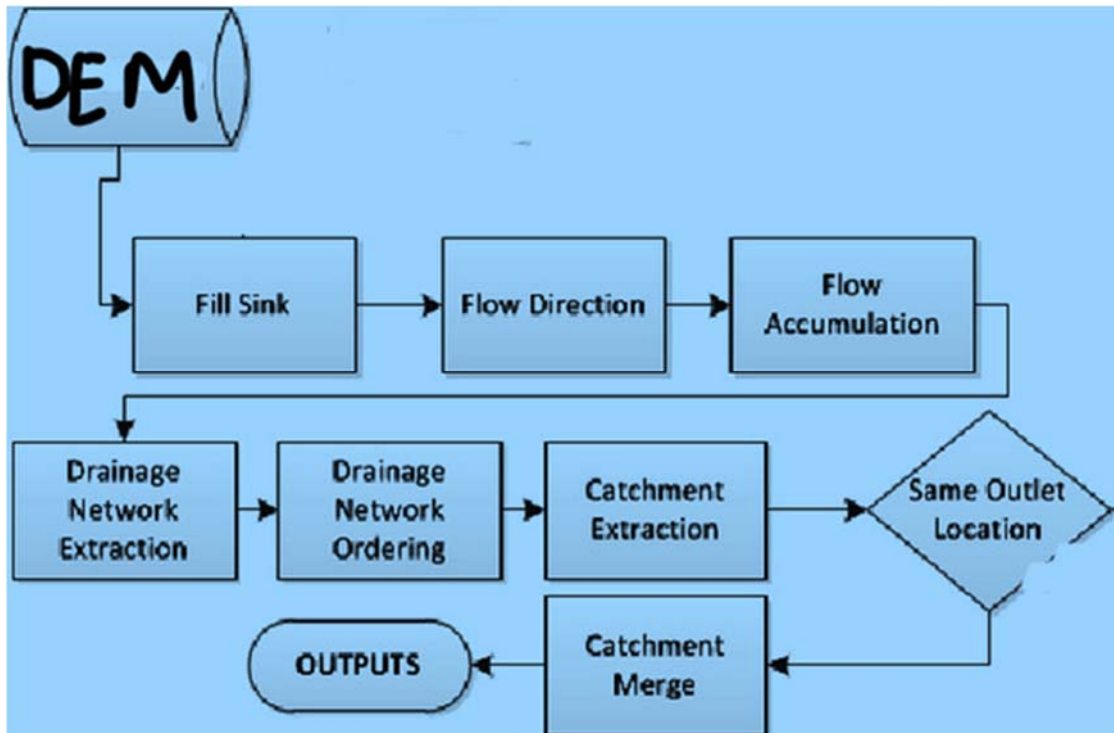 DEM
Fill Sink
Flow Direction
Flow
Accumulation
Drainage
Network
Extraction
Drainage
Network
Ordering
Catchment
Extraction
Same Outlet
Location
Catchment
Merge
OUTPUTS